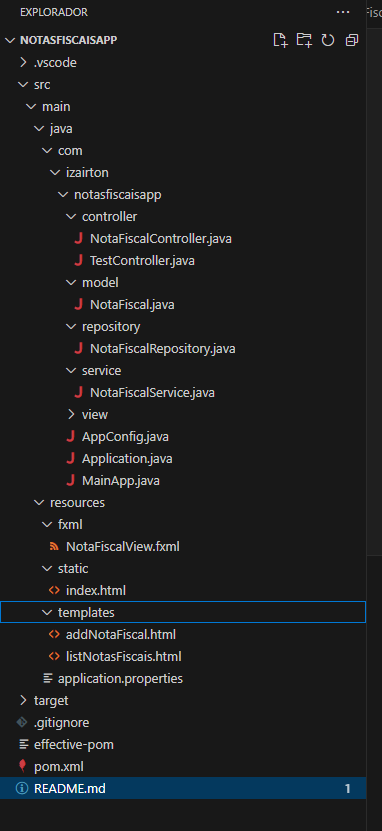 EXPLORADOR
Fisc
NOTASFISCAISAPP
.vscode
src
main
java
com
izairton
notasfiscaisapp
controller
NotaFiscalController.java
TestController.java
model
NotaFiscal.java
repository
NotaFiscalRepository.java
service
NotaFiscalService.java
view
AppConfig.java
Application.java
MainApp.java
resources
fxml
NotaFiscalView.fxml
static
index.html
templates
addNotaFiscal.html
listNotasFiscais.html
application.properties
target
.gitignore
effective-pom
pom.xml
README.md 1